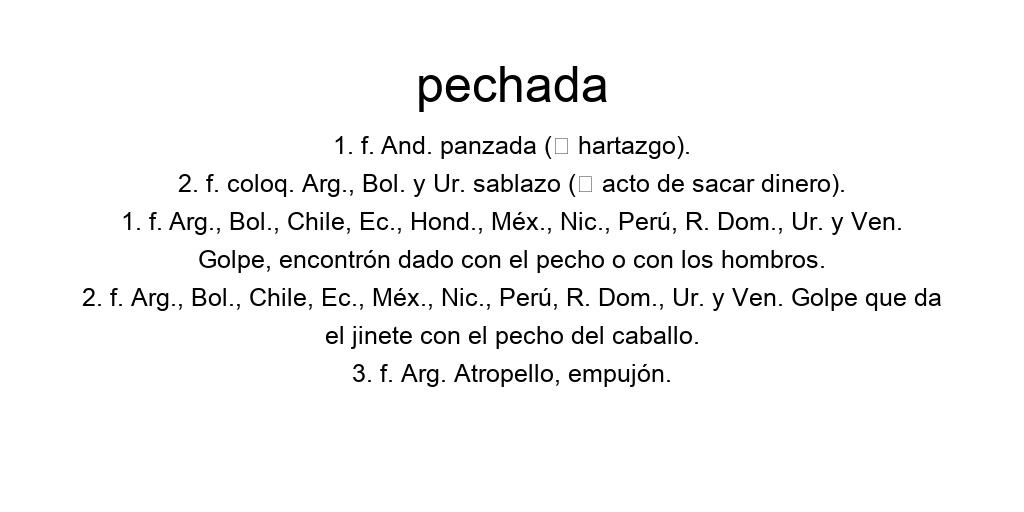 pechada
1. f. And. panzada (▯ hartazgo).
2. f. coloq. Arg., Bol. y Ur. sablazo (▯ acto de sacar dinero).
1. f. Arg., Bol., Chile, Ec., Hond., Méx., Nic., Perú, R. Dom., Ur. y Ven.
Golpe, encontrón dado con el pecho o con los hombros.
2. f. Arg., Bol., Chile, Ec., Méx., Nic., Perú, R. Dom., Ur. y Ven. Golpe que da
el jinete con el pecho del caballo.
3. f. Arg. Atropello, empujón.